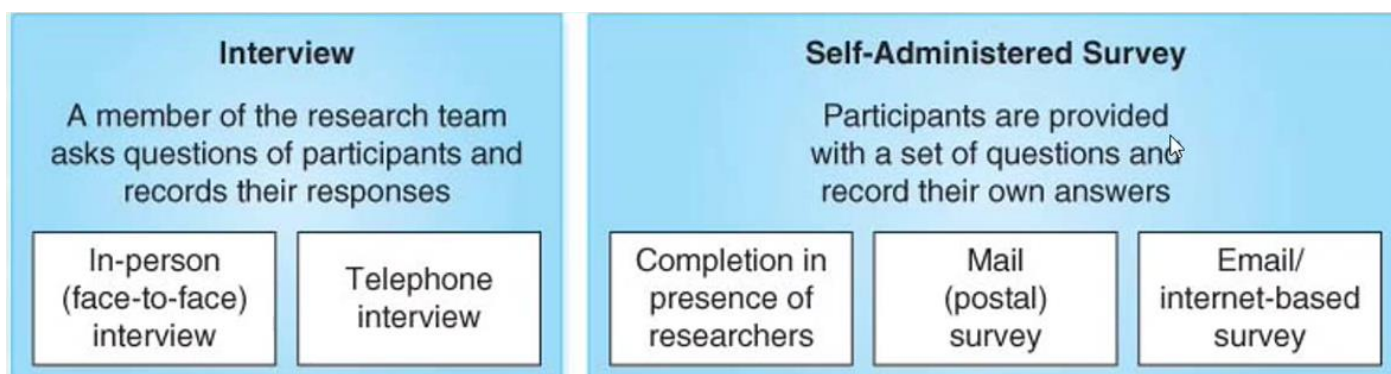 Interview
A member of the research team
asks questions of participants and
records their responses
In-person
(face-to-face)
interview
Telephone
interview
Self-Administered Survey
Participants are provided
with a set of questions and
record their own answers
Completion in
presence of
researchers
Mail
(postal)
survey
Email/
internet-based
survey